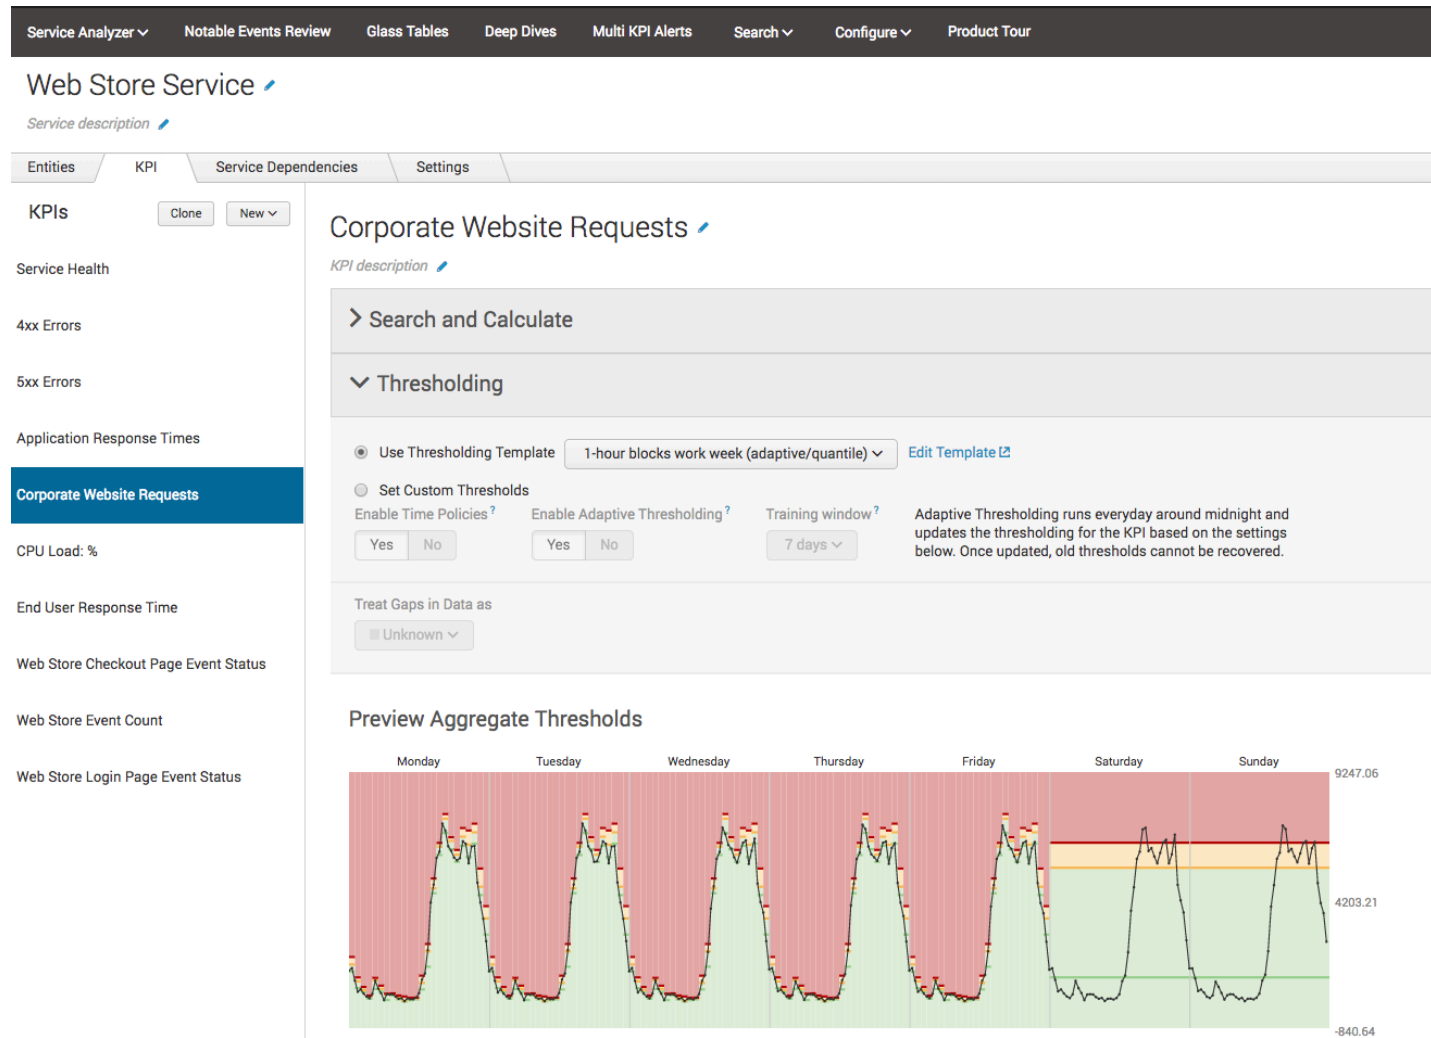 Service Analyzer Notable Events Review Glass Tables Deep Dives Multi KPI Alerts Search Configure Product Tour
Web Store Service
Service description
Entities KPI Service Dependencies Settings
KPIs Clone New
Service Health
4xx Errors
5xx Errors
Application Response Times
Corporate Website Requests
CPU Load: %
End User Response Time
Web Store Checkout Page Event Status
Web Store Event Count
Web Store Login Page Event Status
Corporate Website Requests
KPI description
Search and Calculate
Thresholding
Use Thresholding Template 1-hour blocks work week (adaptive/quantile) Edit Template
Set Custom Thresholds
Enable Time Policies ? Enable Adaptive Thresholding ? Training window ?
Yes No Yes No 7 days
Adaptive Thresholding runs everyday around midnight and
updates the thresholding for the KPI based on the settings
below. Once updated, old thresholds cannot be recovered.
Treat Gaps in Data as
Unknown
Preview Aggregate Thresholds
Monday Tuesday Wednesday Thursday Friday Saturday Sunday
9247.06
4203.21
-840.64